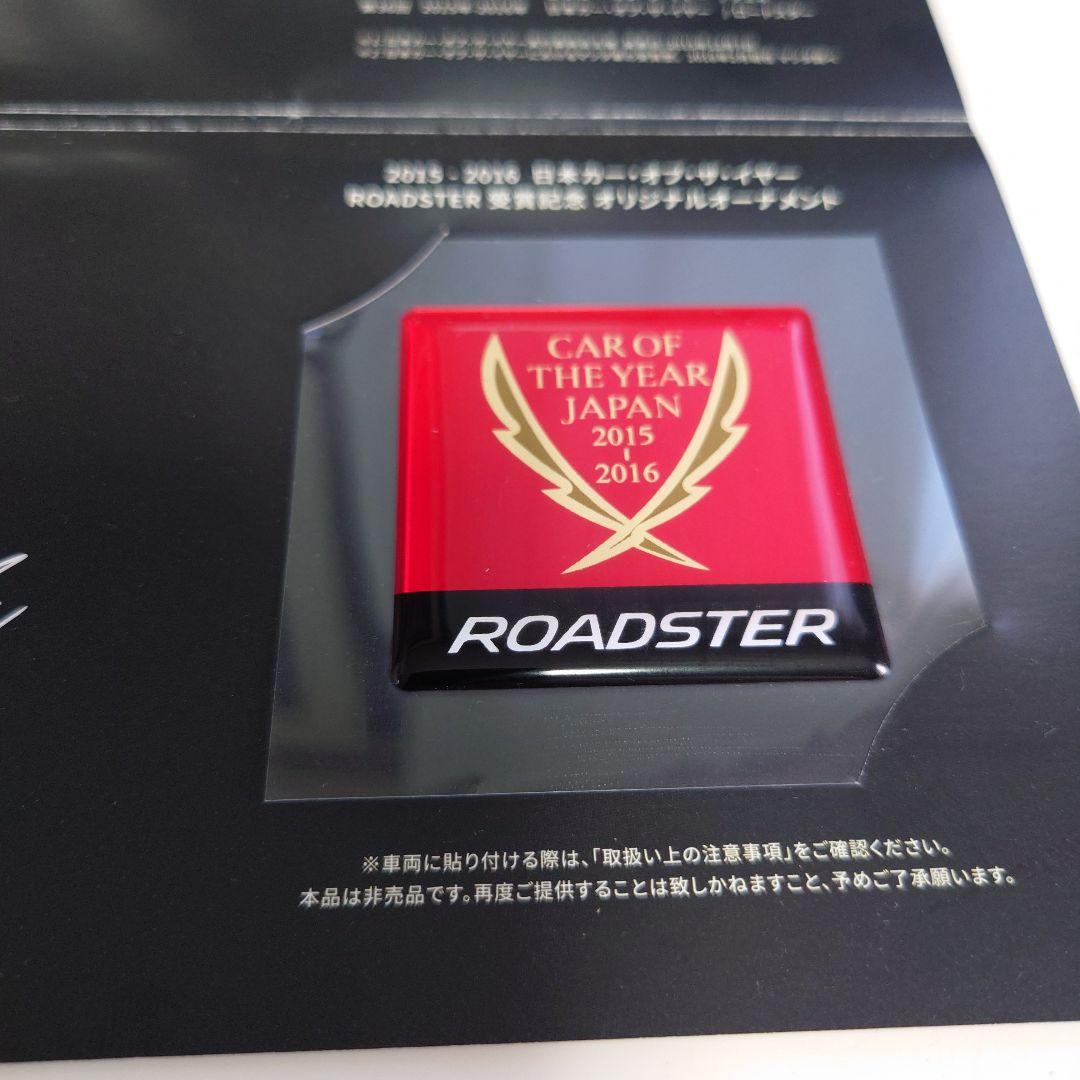 2015 - 2016 日本カー・オブ・ザ・イヤー
ROADSTER 受賞記念 オリジナルオーナメント
CAR OF
THE YEAR
JAPAN
2015
-
2016
ROADSTER
※車両に貼り付ける際は、「取扱い上の注意事項」をご確認ください。
本品は非売品です。再度ご提供することは致しかねますこと、予めご了承願います。